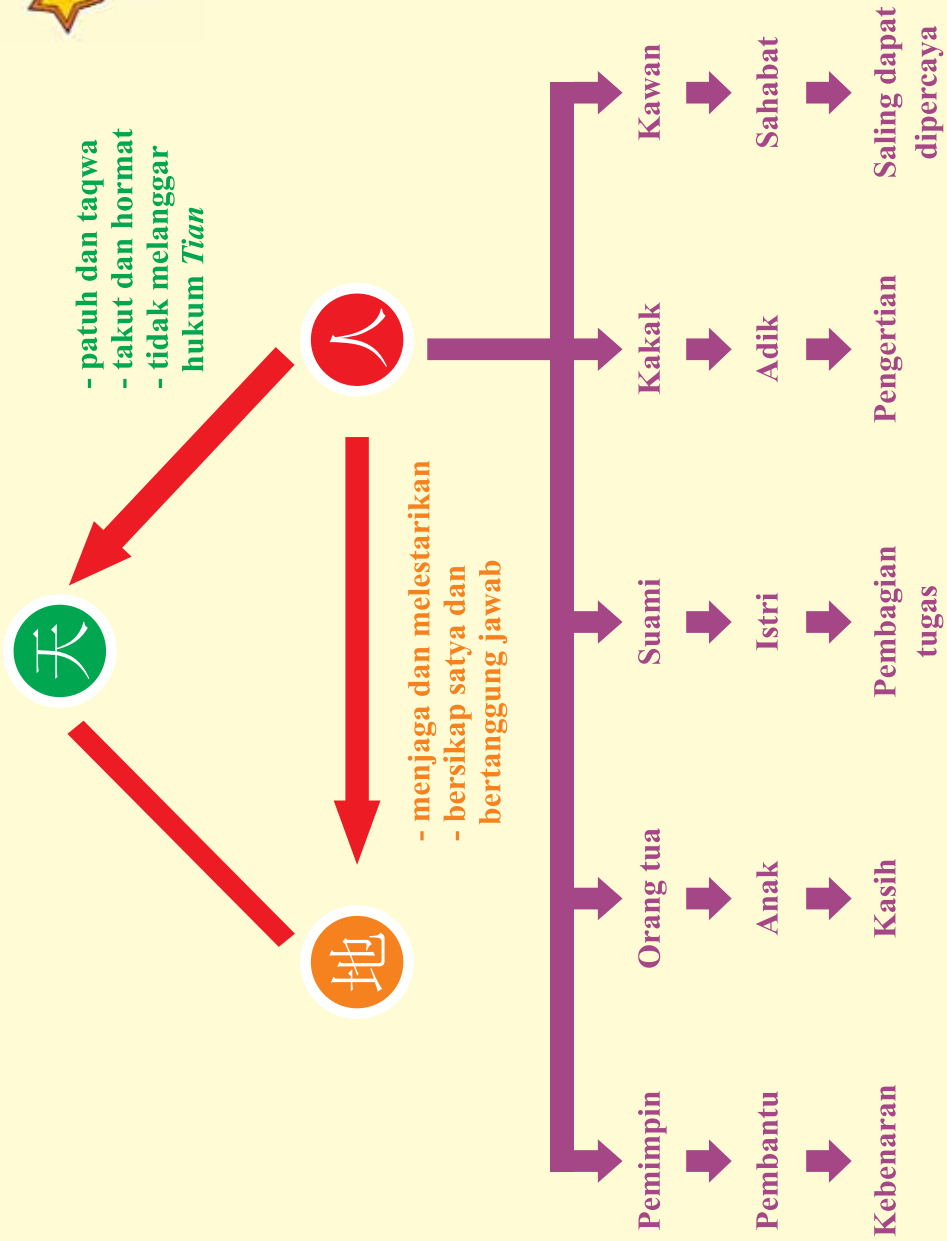 天
- patuh dan taqwa
- takut dan hormat
- tidak melanggar
hukum Tian
地
人
- menjaga dan melestarikan
- bersikap satya dan
bertanggung jawab
Pemimpin
Pembantu
Kebenaran
Orang tua
Anak
Kasih
Suami
Istri
Pembagian
tugas
Kakak
Adik
Pengertian
Kawan
Sahabat
Saling dapat
dipercaya